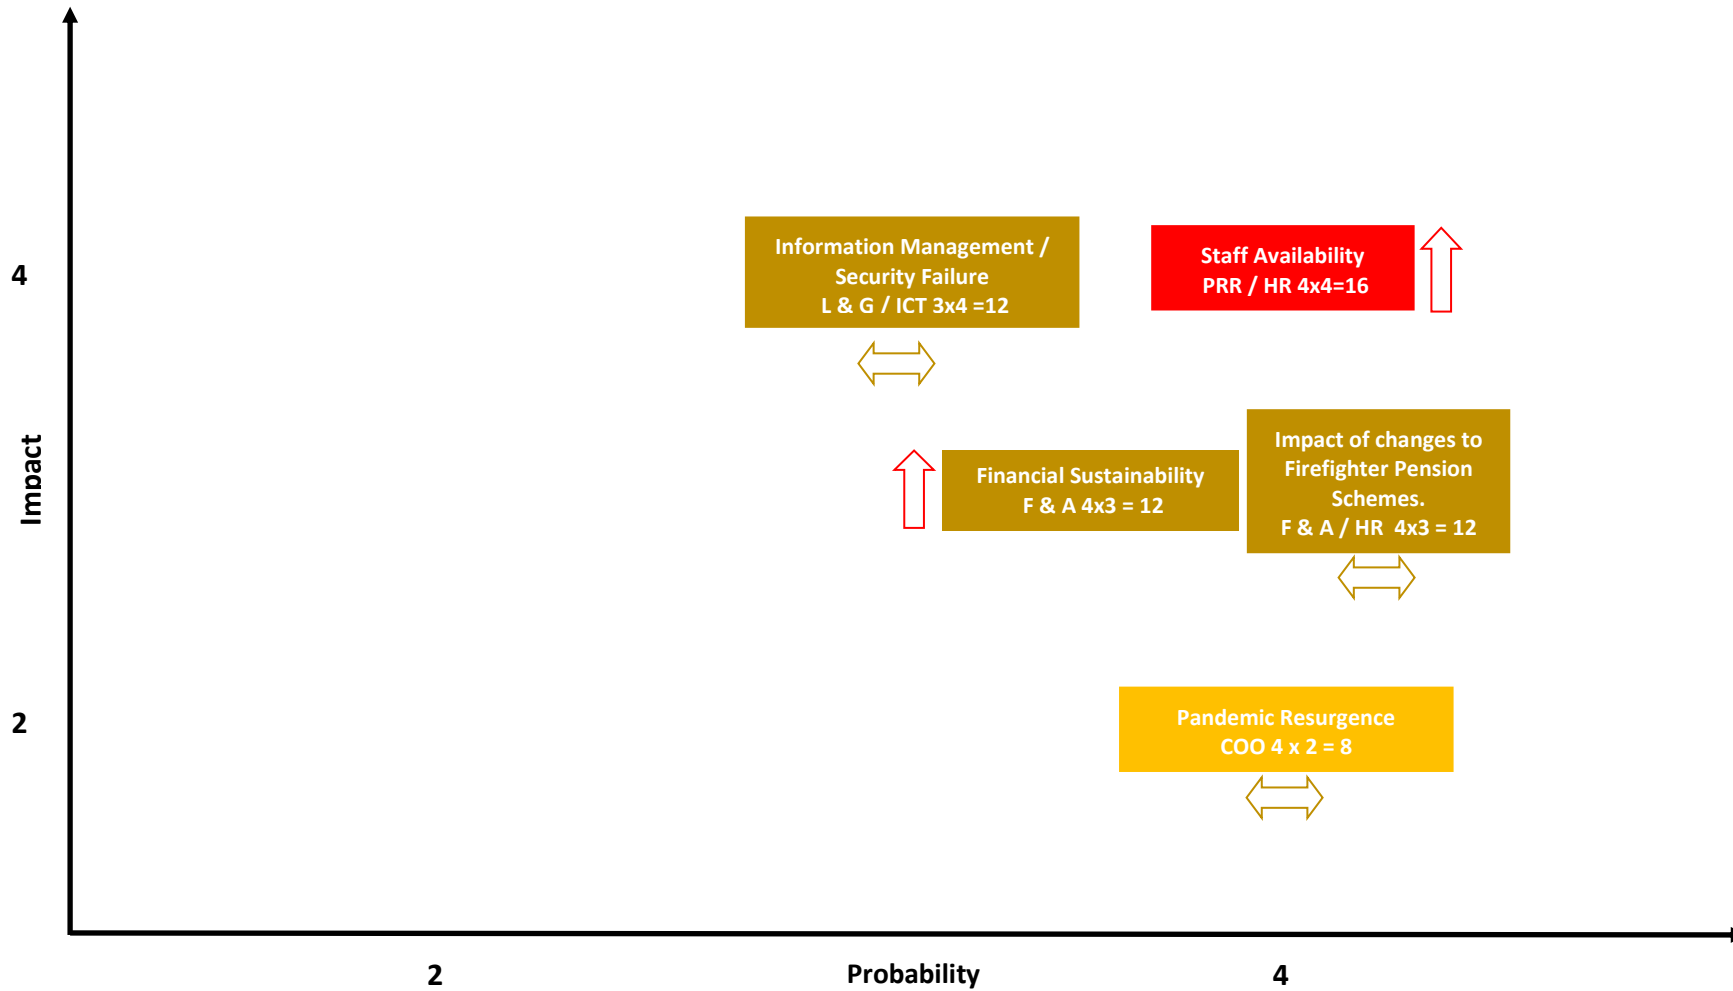 Information Management /
Security Failure
L & G / ICT 3x4 =12
Staff Availability
PRR / HR 4x4=16
4
Impact
Financial Sustainability
F & A 4x3 = 12
Impact of changes to
Firefighter Pension
Schemes.
F & A / HR  4x3 = 12
2
Pandemic Resurgence
COO 4 x 2 = 8
2
Probability
4